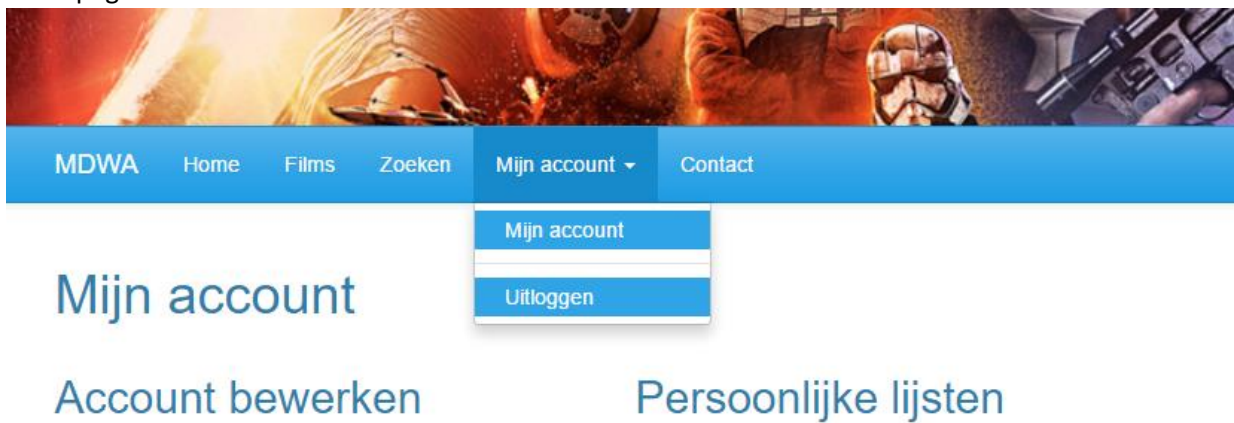 MDWA Home Films Zoeken Mijn account Contact
Mijn account
Uitloggen
Mijn account
Account bewerken Persoonlijke lijsten